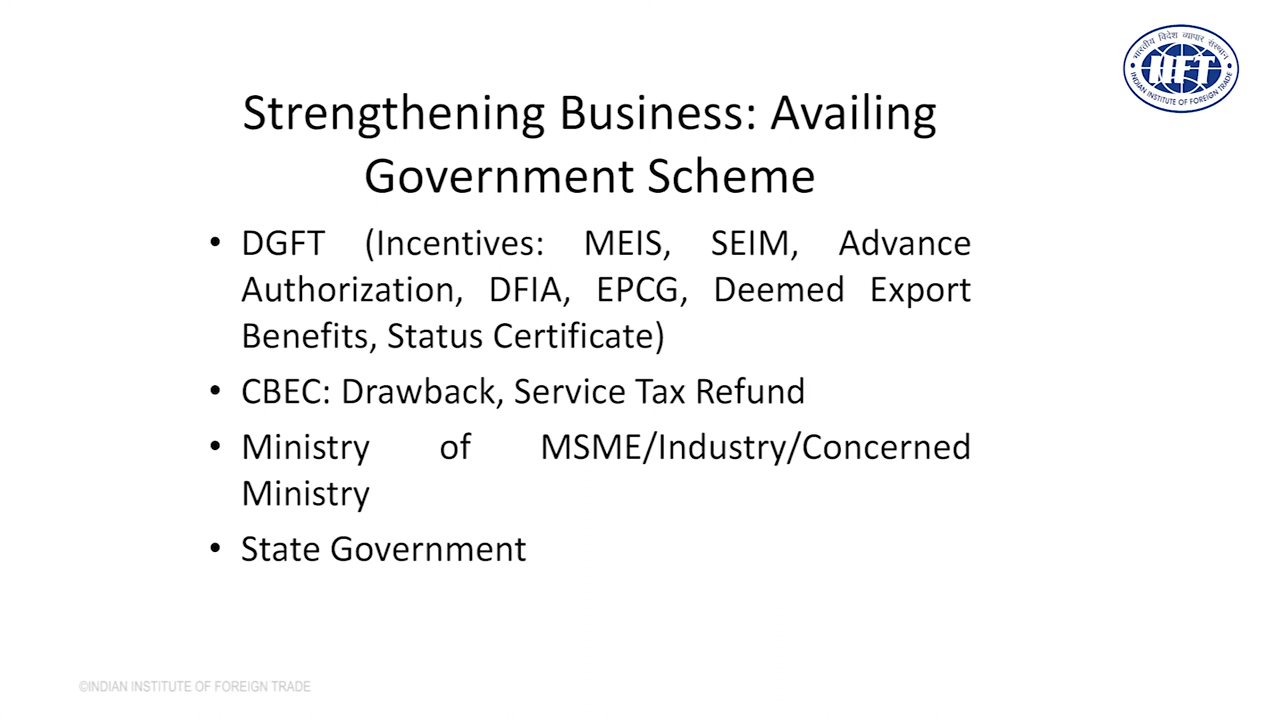 भारतीय विदेश व्यापार संस्थान
IIFT
INDIAN INSTITUTE OF FOREIGN TRADE
Strengthening Business: Availing
Government Scheme
• DGFT (Incentives: MEIS, SEIM, Advance
Authorization, DFIA, EPCG, Deemed Export
Benefits, Status Certificate)
• CBEC: Drawback, Service Tax Refund
• Ministry of MSME/Industry/Concerned
Ministry
• State Government
©INDIAN INSTITUTE OF FOREIGN TRADE